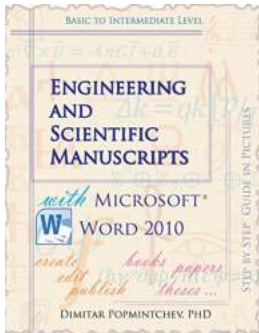 BASIC TO INTERMEDIATE LEVEL
ENGINEERING
AND
SCIENTIFIC
MANUSCRIPTS
with MICROSOFT®
W WORD 2010
STEP BY STEP GUIDE IN PICTURES
create books papers
edit
publish theses ...
DIMITAR POPMINTCHEV, PHD